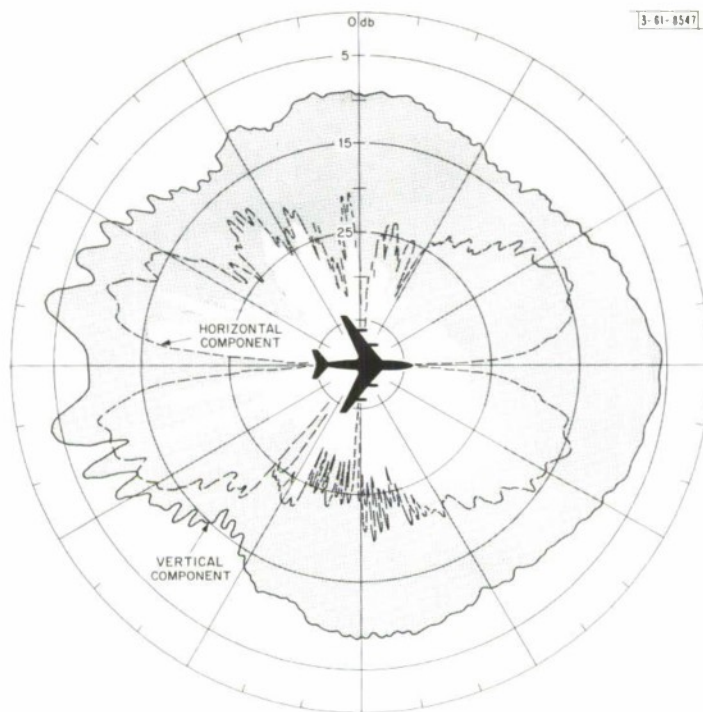 3-61-8547
0 db
5
15
25
HORIZONTAL
COMPONENT
VERTICAL
COMPONENT